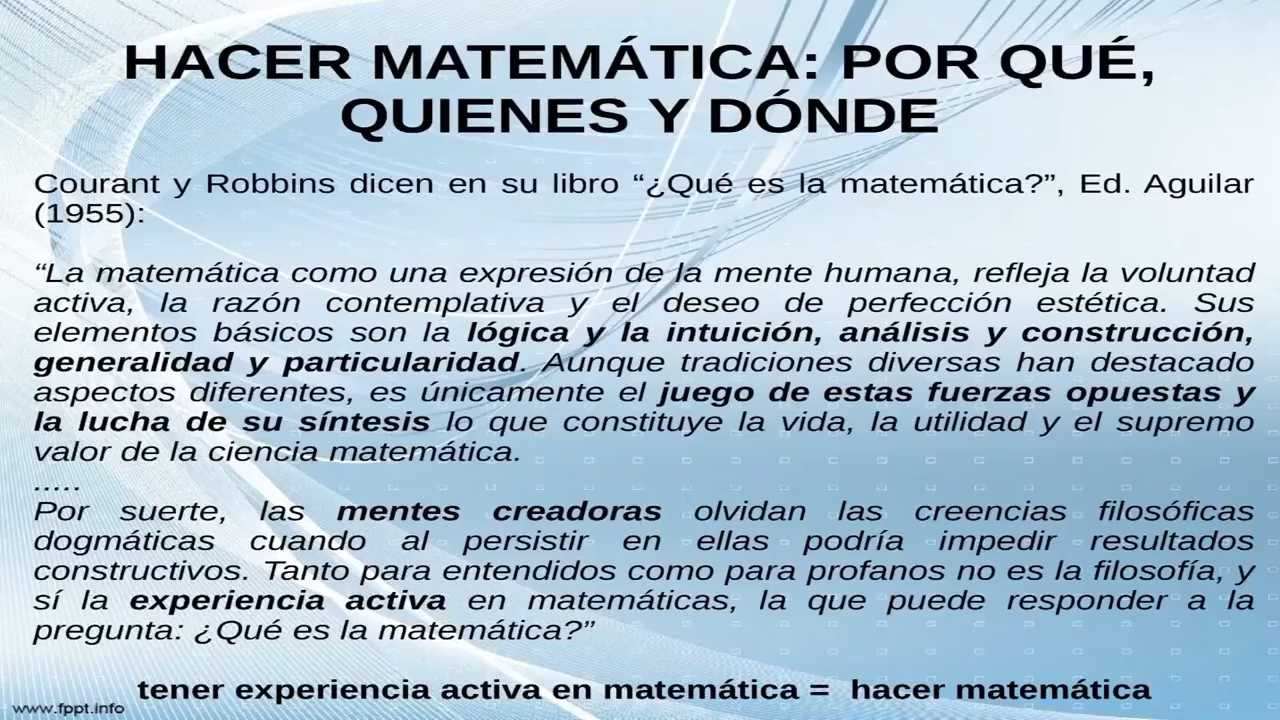 HACER MATEMÁTICA: POR QUÉ,
QUIENES Y DÓNDE
Courant y Robbins dicen en su libro “¿Qué es la matemática?”, Ed. Aguilar
(1955):
“La matemática como una expresión de la mente humana, refleja la voluntad
activa, la razón contemplativa y el deseo de perfección estética. Sus
elementos básicos son la lógica y la intuición, análisis y construcción,
generalidad y particularidad. Aunque tradiciones diversas han destacado
aspectos diferentes, es únicamente el juego de estas fuerzas opuestas y
la lucha de su síntesis lo que constituye la vida, la utilidad y el supremo
valor de la ciencia matemática.
.....
Por suerte, las mentes creadoras olvidan las creencias filosóficas
dogmáticas cuando al persistir en ellas podría impedir resultados
constructivos. Tanto para entendidos como para profanos no es la filosofía, y
sí la experiencia activa en matemáticas, la que puede responder a la
pregunta: ¿Qué es la matemática?”
tener experiencia activa en matemática = hacer matemática
www.fppt.info